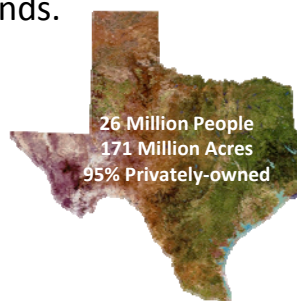 nds.
26 Million People
171 Million Acres
95% Privately-owned